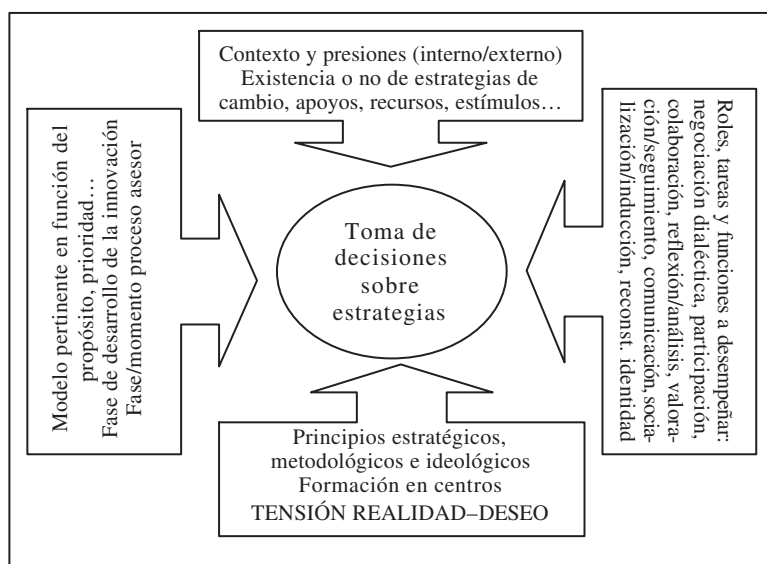 Contexto y presiones (interno/externo)
Existencia o no de estrategias de
cambio, apoyos, recursos, estímulos…
Modelo pertinente en función del
propósito, prioridad…
Fase de desarrollo de la innovación
Fase/momento proceso asesor
Toma de
decisiones
sobre
estrategias
Roles, tareas y funciones a desempeñar:
negociación dialéctica, participación,
colaboración, reflexión/análisis, valora-
ción/seguimiento, comunicación, socia-
lización/inducción, reconst. identidad
Principios estratégicos,
metodológicos e ideológicos
Formación en centros
TENSIÓN REALIDAD–DESEO